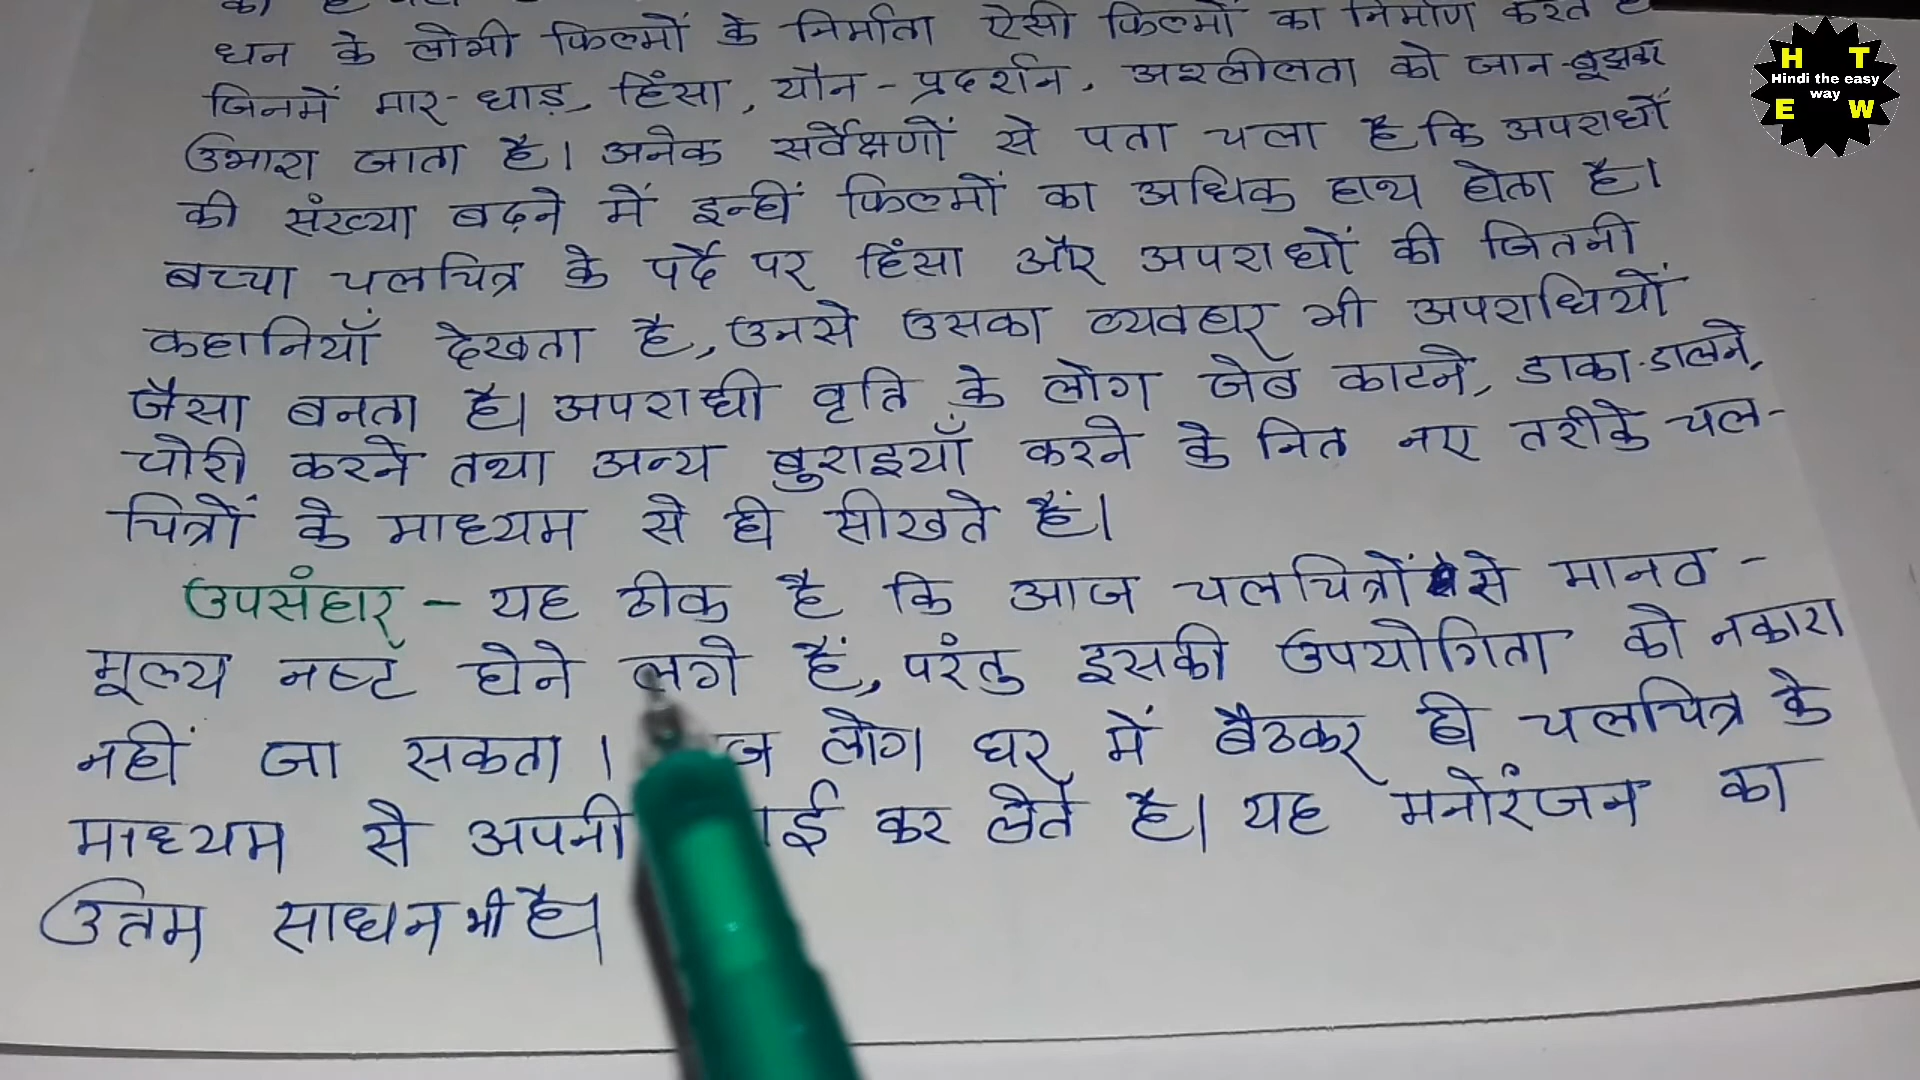 धन के लोभी फिल्मों के निर्माता ऐसी फिल्मों का निर्माण करते
जिनमें मार-धाड़, हिंसा, यौन-प्रदर्शन, अश्लीलता को जान-बूझकर
उभारा जाता है। अनेक सर्वेक्षणों से पता चला है कि अपराधों
की संख्या बढ़ने में इन्हीं फिल्मों का अधिक हाथ होता है।
बच्चा चलचित्र के पर्दे पर हिंसा और अपराधों की जितनी
कहानियाँ देखता है, उनसे उसका व्यवहार भी अपराधियों
जैसा बनता है। अपराधी वृति के लोग जेब काटने, डाका-डालने,
चोरी करने तथा अन्य बुराइयाँ करने के नित नए तरीके चल-
चित्रों के माध्यम से ही सीखते हैं।
उपसंहार - यह ठीक है कि आज चलचित्रों से मानव -
मूल्य नष्ट होने लगे हैं, परंतु इसकी उपयोगिता को नकारा
नहीं जा सकता। लोग घर में बैठकर ही चलचित्र के
माध्यम से अपनी कर लेते है। यह मनोरंजन का
उतम साधन भी है।
H T
Hindi the easy
way
E W